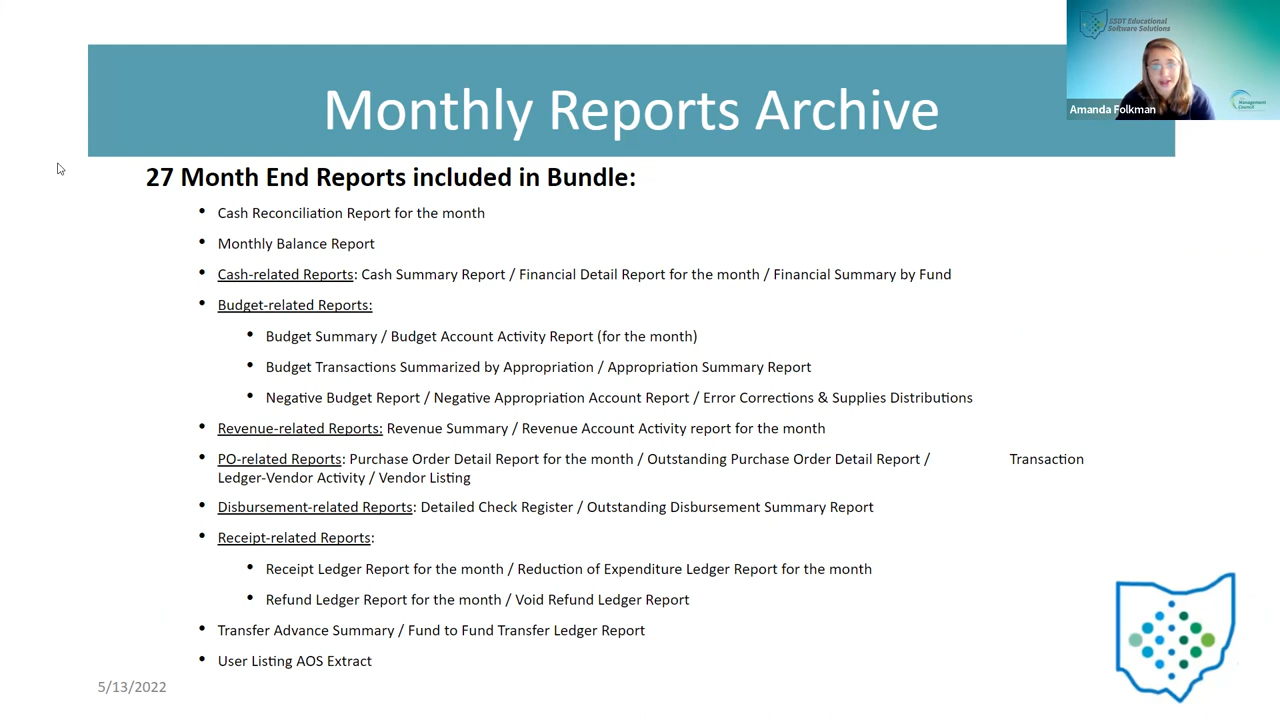 SSDT Educational
Software Solutions
Amanda Folkman
Management
Council
Monthly Reports Archive
27 Month End Reports included in Bundle:
• Cash Reconciliation Report for the month
• Monthly Balance Report
• Cash-related Reports: Cash Summary Report / Financial Detail Report for the month / Financial Summary by Fund
• Budget-related Reports:
• Budget Summary / Budget Account Activity Report (for the month)
• Budget Transactions Summarized by Appropriation / Appropriation Summary Report
• Negative Budget Report / Negative Appropriation Account Report / Error Corrections & Supplies Distributions
• Revenue-related Reports: Revenue Summary / Revenue Account Activity report for the month
• PO-related Reports: Purchase Order Detail Report for the month / Outstanding Purchase Order Detail Report / Transaction
Ledger-Vendor Activity / Vendor Listing
• Disbursement-related Reports: Detailed Check Register / Outstanding Disbursement Summary Report
• Receipt-related Reports:
• Receipt Ledger Report for the month / Reduction of Expenditure Ledger Report for the month
• Refund Ledger Report for the month / Void Refund Ledger Report
• Transfer Advance Summary / Fund to Fund Transfer Ledger Report
• User Listing AOS Extract
5/13/2022